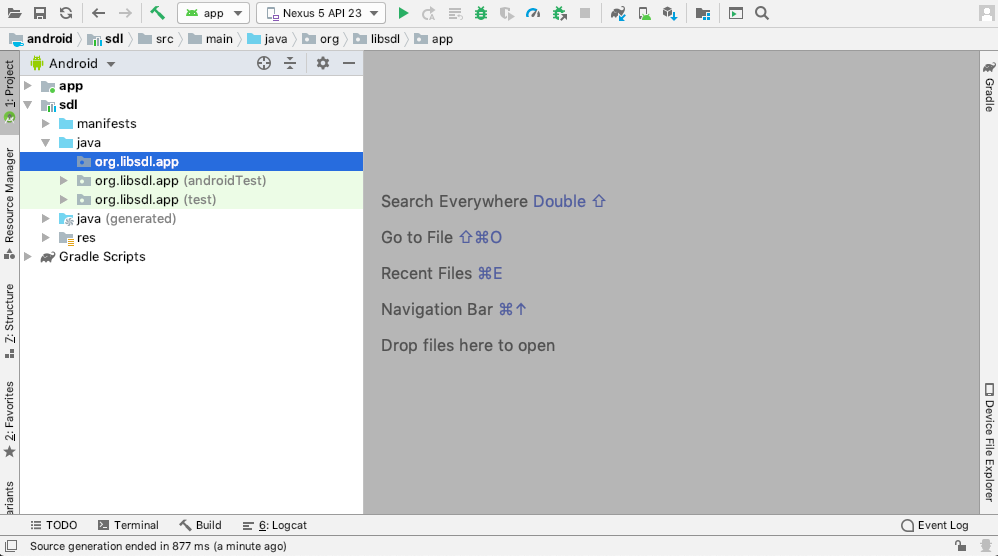 app
Nexus 5 API 23
android
sdl
src
main
java
org
libsdl
app
Android
1: Project
Resource Manager
Z: Structure
2: Favorites
app
sdl
manifests
java
org.libsdl.app
org.libsdl.app (androidTest)
org.libsdl.app (test)
java (generated)
res
Gradle Scripts
Search Everywhere Double ⇧
Go to File ⇧⌘O
Recent Files ⌘E
Navigation Bar ⌘↑
Drop files here to open
Gradle
Device File Explorer
TODO
Terminal
Build
6: Logcat
Event Log
Source generation ended in 877 ms (a minute ago)